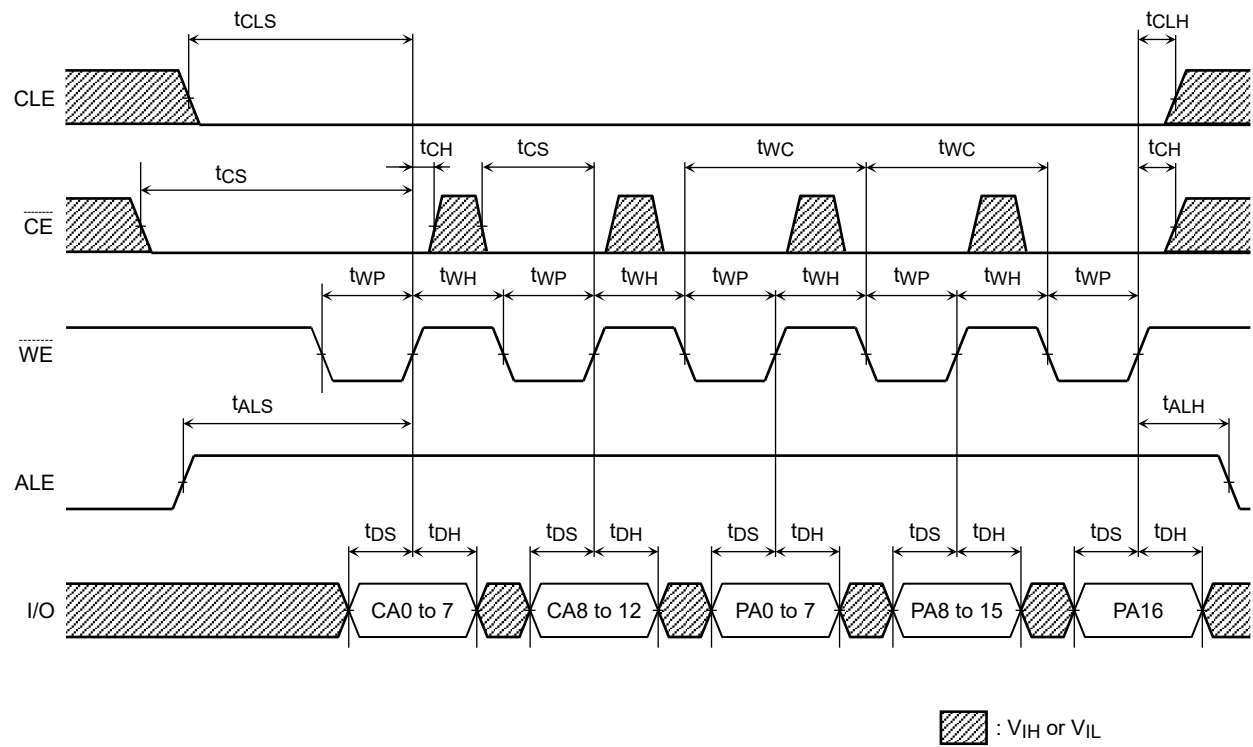 tCLS
tCLH
CLE
tCH
tCS
tWC
tWC
tCH
tCS
CE
tWP
tWH
tWP
tWH
tWP
tWH
tWP
tWH
tWP
WE
tALS
tALH
ALE
tDS
tDH
tDS
tDH
tDS
tDH
tDS
tDH
tDS
tDH
I/O
CA0 to 7
CA8 to 12
PA0 to 7
PA8 to 15
PA16
: VIH or VIL